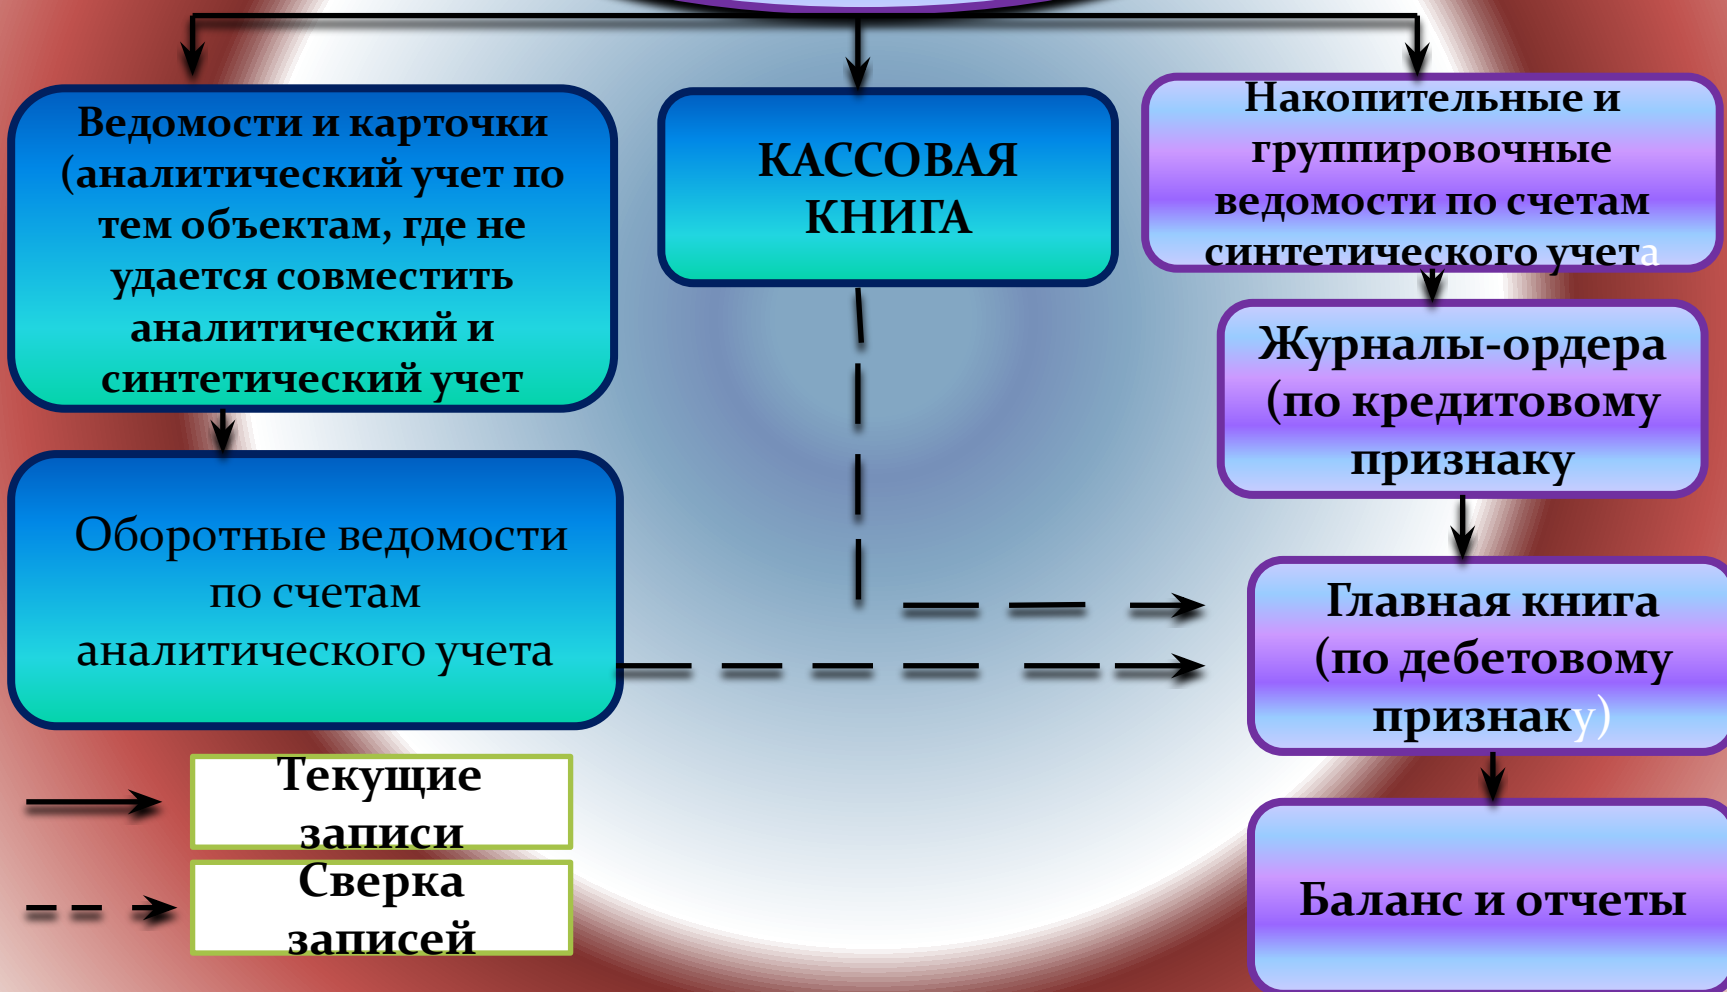 Ведомости и карточки
(аналитический учет по
тем объектам, где не
удается совместить
аналитический и
синтетический учет
КАССОВАЯ
КНИГА
Накопительные и
группировочные
ведомости по счетам
синтетического учета
Журналы-ордера
(по кредитовому
признаку
Оборотные ведомости
по счетам
аналитического учета
Главная книга
(по дебетовому
признаку)
Баланс и отчеты
Текущие
записи
Сверка
записей